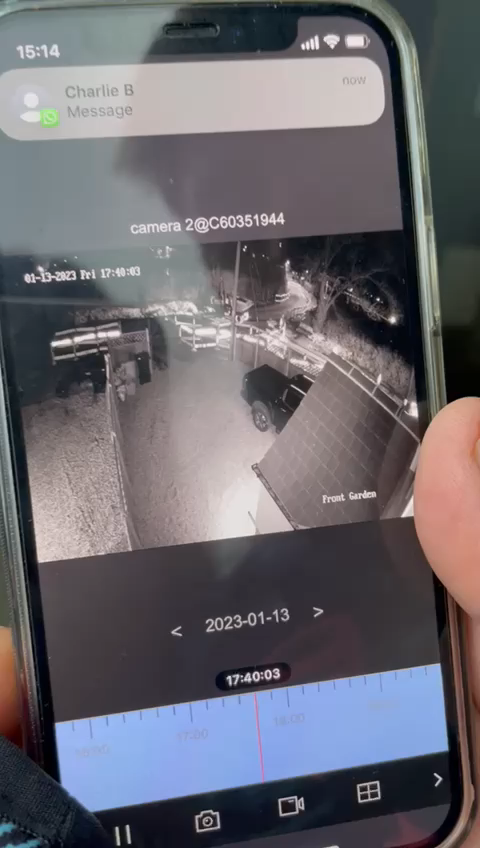 15:14
Charlie B
now
Message
camera 2@C60351944
01-13-2023 Fri 17:40:03
Front Garden
< 2023-01-13 >
17:40:03
17:00
18:00